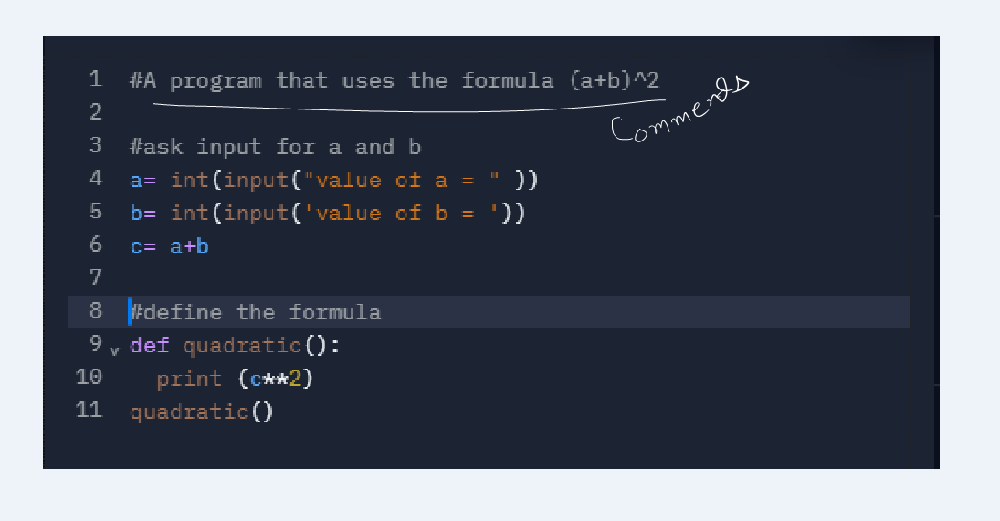 1 #A program that uses the formula (a+b)^2
Commends
2
3 #ask input for a and b
4 a= int(input("value of a = " ))
5 b= int(input('value of b = '))
6 c= a+b
7
8 #define the formula
9 def quadratic():
10 print (c**2)
11 quadratic()